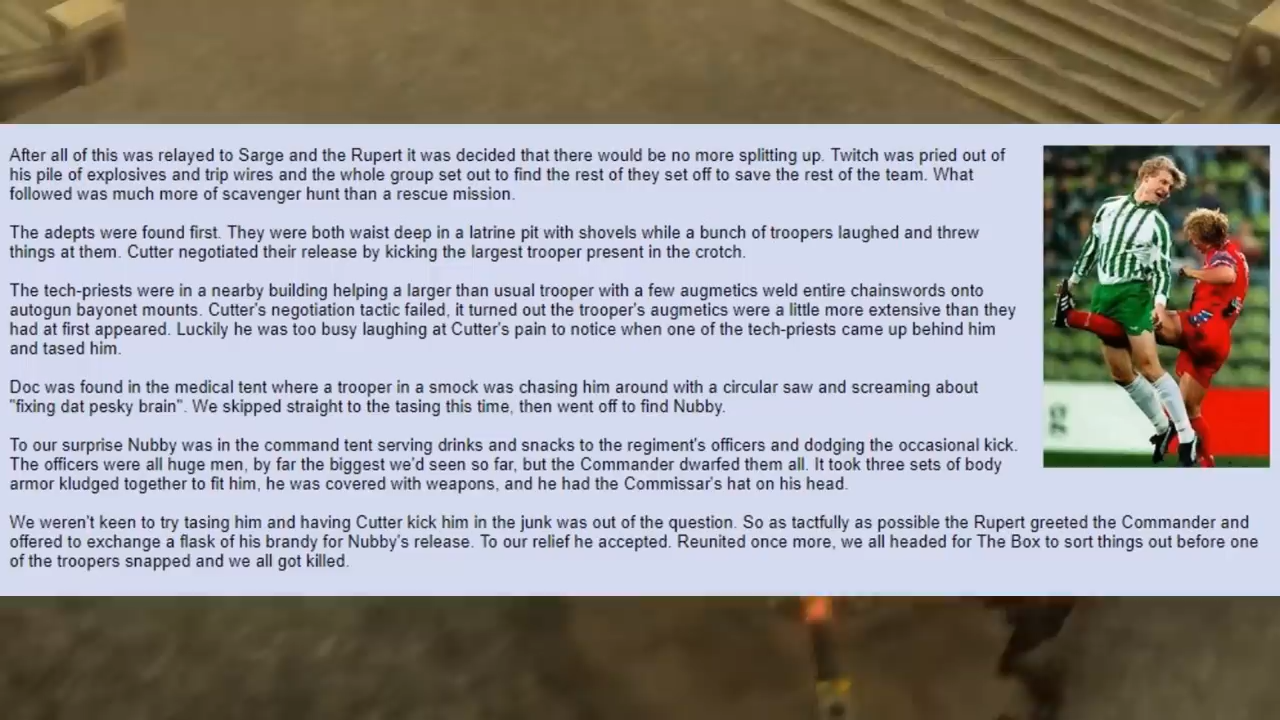 After all of this was relayed to Sarge and the Rupert it was decided that there would be no more splitting up. Twitch was pried out of
his pile of explosives and trip wires and the whole group set out to find the rest of they set off to save the rest of the team. What
followed was much more of scavenger hunt than a rescue mission.
The adepts were found first. They were both waist deep in a latrine pit with shovels while a bunch of troopers laughed and threw
things at them. Cutter negotiated their release by kicking the largest trooper present in the crotch.
The tech-priests were in a nearby building helping a larger than usual trooper with a few augmetics weld entire chainswords onto
autogun bayonet mounts. Cutter's negotiation tactic failed, it turned out the trooper's augmetics were a little more extensive than they
had at first appeared. Luckily he was too busy laughing at Cutter's pain to notice when one of the tech-priests came up behind him
and tased him.
Doc was found in the medical tent where a trooper in a smock was chasing him around with a circular saw and screaming about
"fixing dat pesky brain". We skipped straight to the tasing this time, then went off to find Nubby.
To our surprise Nubby was in the command tent serving drinks and snacks to the regiment's officers and dodging the occasional kick.
The officers were all huge men, by far the biggest we'd seen so far, but the Commander dwarfed them all. It took three sets of body
armor kludged together to fit him, he was covered with weapons, and he had the Commissar's hat on his head.
We weren't keen to try tasing him and having Cutter kick him in the junk was out of the question. So as tactfully as possible the Rupert greeted the Commander and
offered to exchange a flask of his brandy for Nubby's release. To our relief he accepted. Reunited once more, we all headed for The Box to sort things out before one
of the troopers snapped and we all got killed.